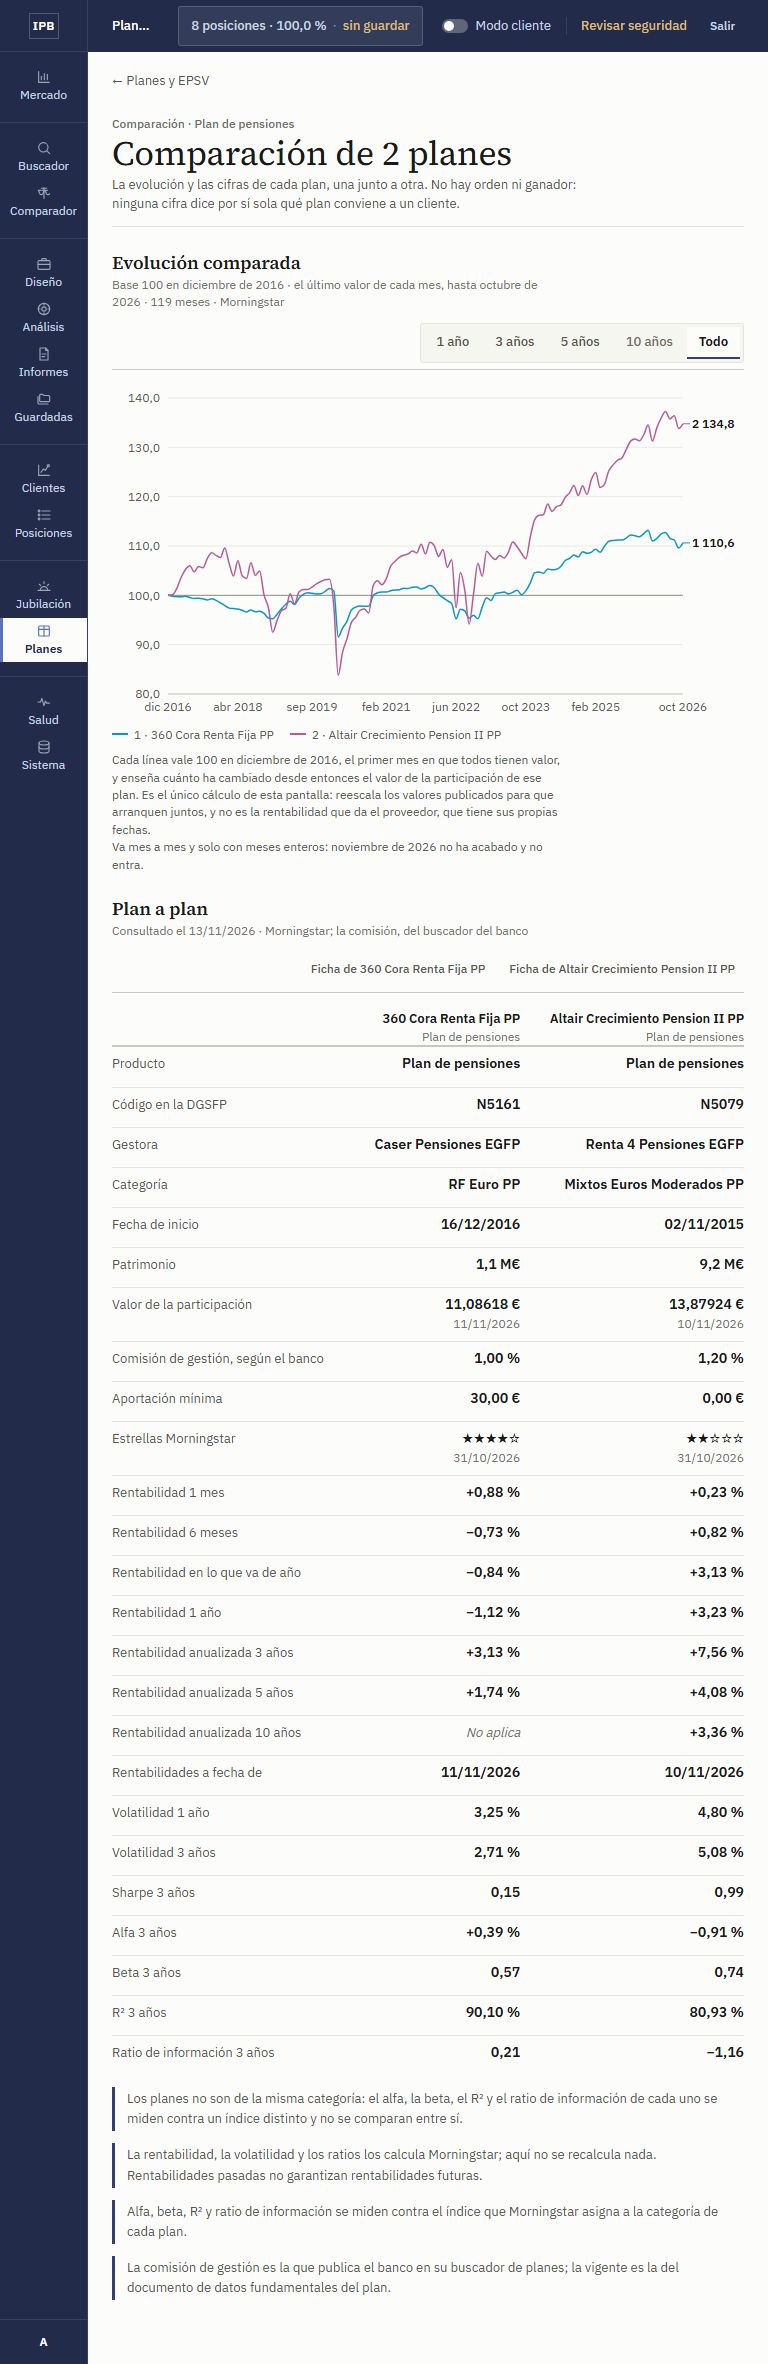 IPB
Plan...
8 posiciones · 100,0 % · sin guardar
Modo cliente
Revisar seguridad
Salir
Mercado
Buscador
Comparador
Diseño
Análisis
Informes
Guardadas
Clientes
Posiciones
Jubilación
Planes
Salud
Sistema
A
← Planes y EPSV
Comparación · Plan de pensiones
Comparación de 2 planes
La evolución y las cifras de cada plan, una junto a otra. No hay orden ni ganador:
ninguna cifra dice por sí sola qué plan conviene a un cliente.
Evolución comparada
Base 100 en diciembre de 2016 · el último valor de cada mes, hasta octubre de
2026 · 119 meses · Morningstar
1 año 3 años 5 años 10 años Todo
140,0
130,0
120,0
110,0
100,0
90,0
80,0
2 134,8
1 110,6
dic 2016 abr 2018 sep 2019 feb 2021 jun 2022 oct 2023 feb 2025 oct 2026
1 · 360 Cora Renta Fija PP 2 · Altair Crecimiento Pension II PP
Cada línea vale 100 en diciembre de 2016, el primer mes en que todos tienen valor,
y enseña cuánto ha cambiado desde entonces el valor de la participación de ese
plan. Es el único cálculo de esta pantalla: reescala los valores publicados para que
arranquen juntos, y no es la rentabilidad que da el proveedor, que tiene sus propias
fechas.
Va mes a mes y solo con meses enteros: noviembre de 2026 no ha acabado y no
entra.
Plan a plan
Consultado el 13/11/2026 · Morningstar; la comisión, del buscador del banco
Ficha de 360 Cora Renta Fija PP Ficha de Altair Crecimiento Pension II PP
360 Cora Renta Fija PP Altair Crecimiento Pension II PP
Plan de pensiones Plan de pensiones
Producto Plan de pensiones Plan de pensiones
Código en la DGSFP N5161 N5079
Gestora Caser Pensiones EGFP Renta 4 Pensiones EGFP
Categoría RF Euro PP Mixtos Euros Moderados PP
Fecha de inicio 16/12/2016 02/11/2015
Patrimonio 1,1 M€ 9,2 M€
Valor de la participación 11,08618 € 13,87924 €
11/11/2026 10/11/2026
Comisión de gestión, según el banco 1,00 % 1,20 %
Aportación mínima 30,00 € 0,00 €
Estrellas Morningstar ★★★★☆ ★★☆☆☆
31/10/2026 31/10/2026
Rentabilidad 1 mes +0,88 % +0,23 %
Rentabilidad 6 meses −0,73 % +0,82 %
Rentabilidad en lo que va de año −0,84 % +3,13 %
Rentabilidad 1 año −1,12 % +3,23 %
Rentabilidad anualizada 3 años +3,13 % +7,56 %
Rentabilidad anualizada 5 años +1,74 % +4,08 %
Rentabilidad anualizada 10 años No aplica +3,36 %
Rentabilidades a fecha de 11/11/2026 10/11/2026
Volatilidad 1 año 3,25 % 4,80 %
Volatilidad 3 años 2,71 % 5,08 %
Sharpe 3 años 0,15 0,99
Alfa 3 años +0,39 % −0,91 %
Beta 3 años 0,57 0,74
R² 3 años 90,10 % 80,93 %
Ratio de información 3 años 0,21 −1,16
Los planes no son de la misma categoría: el alfa, la beta, el R² y el ratio de información de cada uno se
miden contra un índice distinto y no se comparan entre sí.
La rentabilidad, la volatilidad y los ratios los calcula Morningstar; aquí no se recalcula nada.
Rentabilidades pasadas no garantizan rentabilidades futuras.
Alfa, beta, R² y ratio de información se miden contra el índice que Morningstar asigna a la categoría de
cada plan.
La comisión de gestión es la que publica el banco en su buscador de planes; la vigente es la del
documento de datos fundamentales del plan.